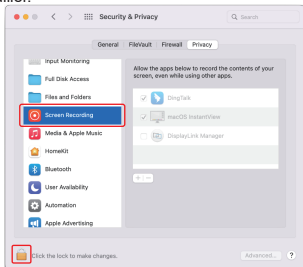 Security & Privacy
Search
General
FileVault
Firewall
Privacy
Input Monitoring
Full Disk Access
Files and Folders
Screen Recording
Media & Apple Music
HomeKit
Bluetooth
User Availability
Automation
Apple Advertising
Allow the apps below to record the contents of your
screen, even while using other apps.
DingTalk
macOS InstantView
DisplayLink Manager
+
−
Click the lock to make changes.
Advanced...
?